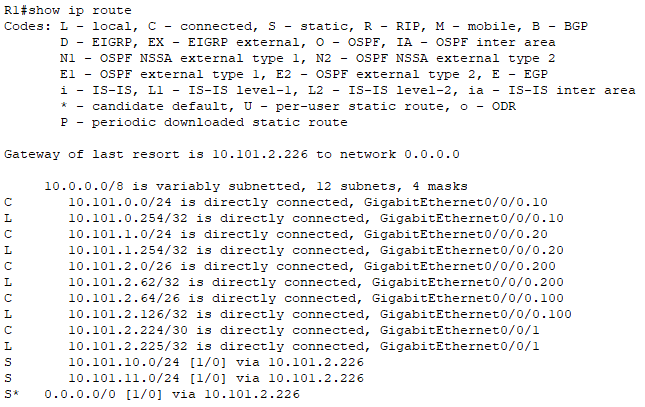 R1#show ip route
Codes: L - local, C - connected, S - static, R - RIP, M - mobile, B - BGP
       D - EIGRP, EX - EIGRP external, O - OSPF, IA - OSPF inter area
       N1 - OSPF NSSA external type 1, N2 - OSPF NSSA external type 2
       E1 - OSPF external type 1, E2 - OSPF external type 2, E - EGP
       i - IS-IS, L1 - IS-IS level-1, L2 - IS-IS level-2, ia - IS-IS inter area
       * - candidate default, U - per-user static route, o - ODR
       P - periodic downloaded static route

Gateway of last resort is 10.101.2.226 to network 0.0.0.0

     10.0.0.0/8 is variably subnetted, 12 subnets, 4 masks
C       10.101.0.0/24 is directly connected, GigabitEthernet0/0/0.10
L       10.101.0.254/32 is directly connected, GigabitEthernet0/0/0.10
C       10.101.1.0/24 is directly connected, GigabitEthernet0/0/0.20
L       10.101.1.254/32 is directly connected, GigabitEthernet0/0/0.20
C       10.101.2.0/26 is directly connected, GigabitEthernet0/0/0.200
L       10.101.2.62/32 is directly connected, GigabitEthernet0/0/0.200
C       10.101.2.64/26 is directly connected, GigabitEthernet0/0/0.100
L       10.101.2.126/32 is directly connected, GigabitEthernet0/0/0.100
C       10.101.2.224/30 is directly connected, GigabitEthernet0/0/1
L       10.101.2.225/32 is directly connected, GigabitEthernet0/0/1
S       10.101.10.0/24 [1/0] via 10.101.2.226
S       10.101.11.0/24 [1/0] via 10.101.2.226
S*   0.0.0.0/0 [1/0] via 10.101.2.226